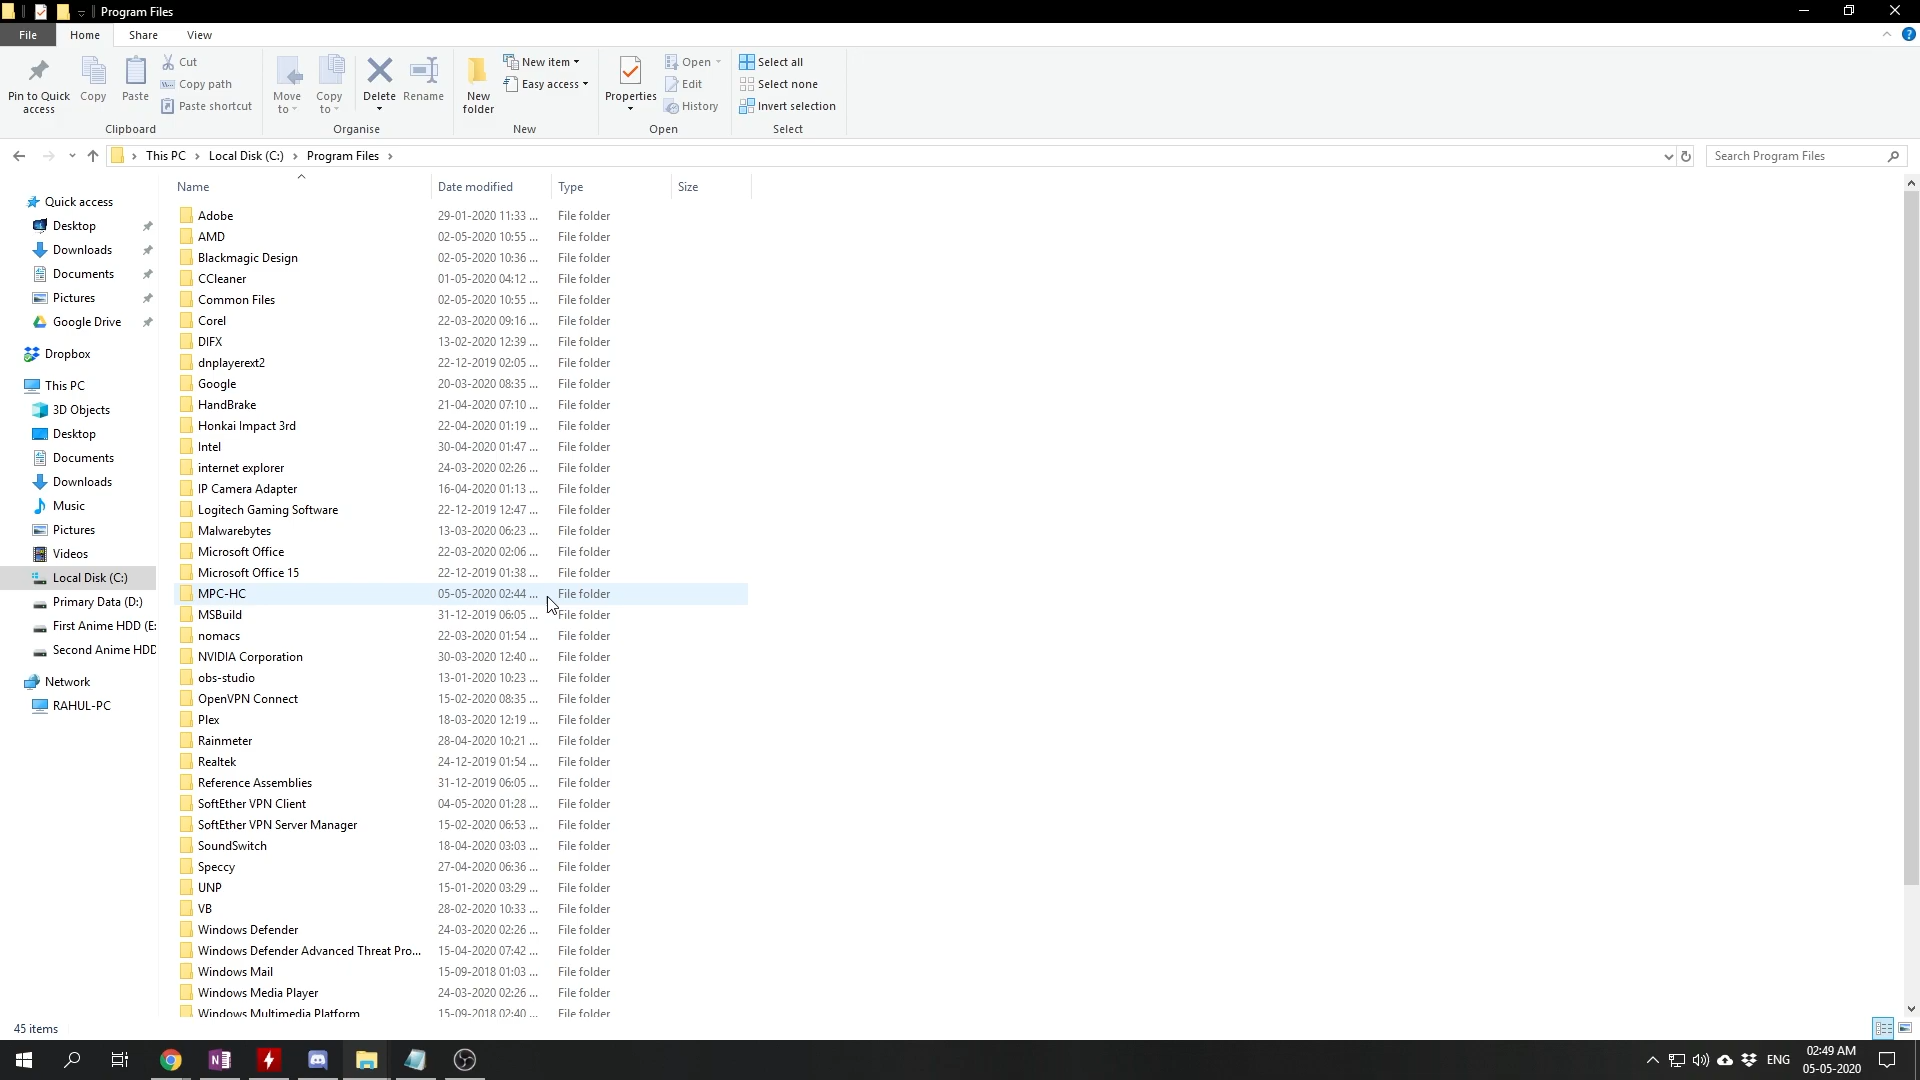 Program Files
File Home Share View
Pin to Quick access
Copy
Paste
Cut
Copy path
Paste shortcut
Clipboard
Move to
Copy to
Delete
Rename
Organise
New folder
New item
Easy access
New
Properties
Open
Edit
History
Open
Select all
Select none
Invert selection
Select
This PC Local Disk (C:) Program Files
Search Program Files
Quick access
Desktop
Downloads
Documents
Pictures
Google Drive
Dropbox
This PC
3D Objects
Desktop
Documents
Downloads
Music
Pictures
Videos
Local Disk (C:)
Primary Data (D:)
First Anime HDD (E:
Second Anime HDD
Network
RAHUL-PC
Name Date modified Type Size
Adobe 29-01-2020 11:33 ... File folder
AMD 02-05-2020 10:55 ... File folder
Blackmagic Design 02-05-2020 10:36 ... File folder
CCleaner 01-05-2020 04:12 ... File folder
Common Files 02-05-2020 10:55 ... File folder
Corel 22-03-2020 09:16 ... File folder
DIFX 13-02-2020 12:39 ... File folder
dnplayerext2 22-12-2019 02:05 ... File folder
Google 20-03-2020 08:35 ... File folder
HandBrake 21-04-2020 07:10 ... File folder
Honkai Impact 3rd 22-04-2020 01:19 ... File folder
Intel 30-04-2020 01:47 ... File folder
internet explorer 24-03-2020 02:26 ... File folder
IP Camera Adapter 16-04-2020 01:13 ... File folder
Logitech Gaming Software 22-12-2019 12:47 ... File folder
Malwarebytes 13-03-2020 06:23 ... File folder
Microsoft Office 22-03-2020 02:06 ... File folder
Microsoft Office 15 22-12-2019 01:38 ... File folder
MPC-HC 05-05-2020 02:44 ... File folder
MSBuild 31-12-2019 06:05 ... File folder
nomacs 22-03-2020 01:54 ... File folder
NVIDIA Corporation 30-03-2020 12:40 ... File folder
obs-studio 13-01-2020 10:23 ... File folder
OpenVPN Connect 15-02-2020 08:35 ... File folder
Plex 18-03-2020 12:19 ... File folder
Rainmeter 28-04-2020 10:21 ... File folder
Realtek 24-12-2019 01:54 ... File folder
Reference Assemblies 31-12-2019 06:05 ... File folder
SoftEther VPN Client 04-05-2020 01:28 ... File folder
SoftEther VPN Server Manager 15-02-2020 06:53 ... File folder
SoundSwitch 18-04-2020 03:03 ... File folder
Speccy 27-04-2020 06:36 ... File folder
UNP 15-01-2020 03:29 ... File folder
VB 28-02-2020 10:33 ... File folder
Windows Defender 24-03-2020 02:26 ... File folder
Windows Defender Advanced Threat Pro... 15-04-2020 07:42 ... File folder
Windows Mail 15-09-2018 01:03 ... File folder
Windows Media Player 24-03-2020 02:26 ... File folder
Windows Multimedia Platform 15-09-2018 02:40 ... File folder
45 items
ENG
02:49 AM
05-05-2020